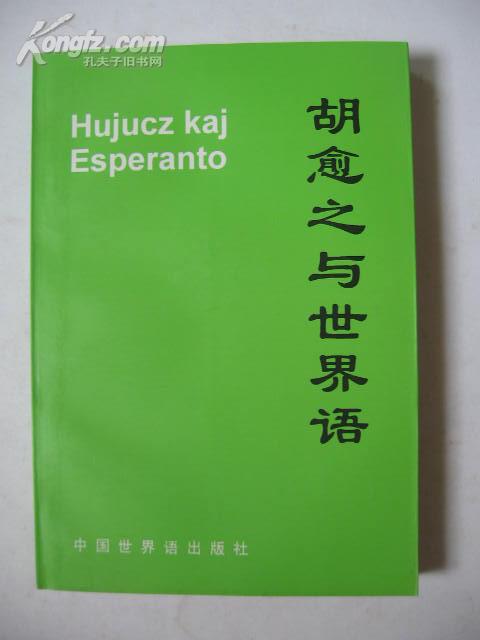 Kongfz.com
孔夫子旧书网
Hujucz kaj
Esperanto
胡愈之与世界语
中国世界语出版社